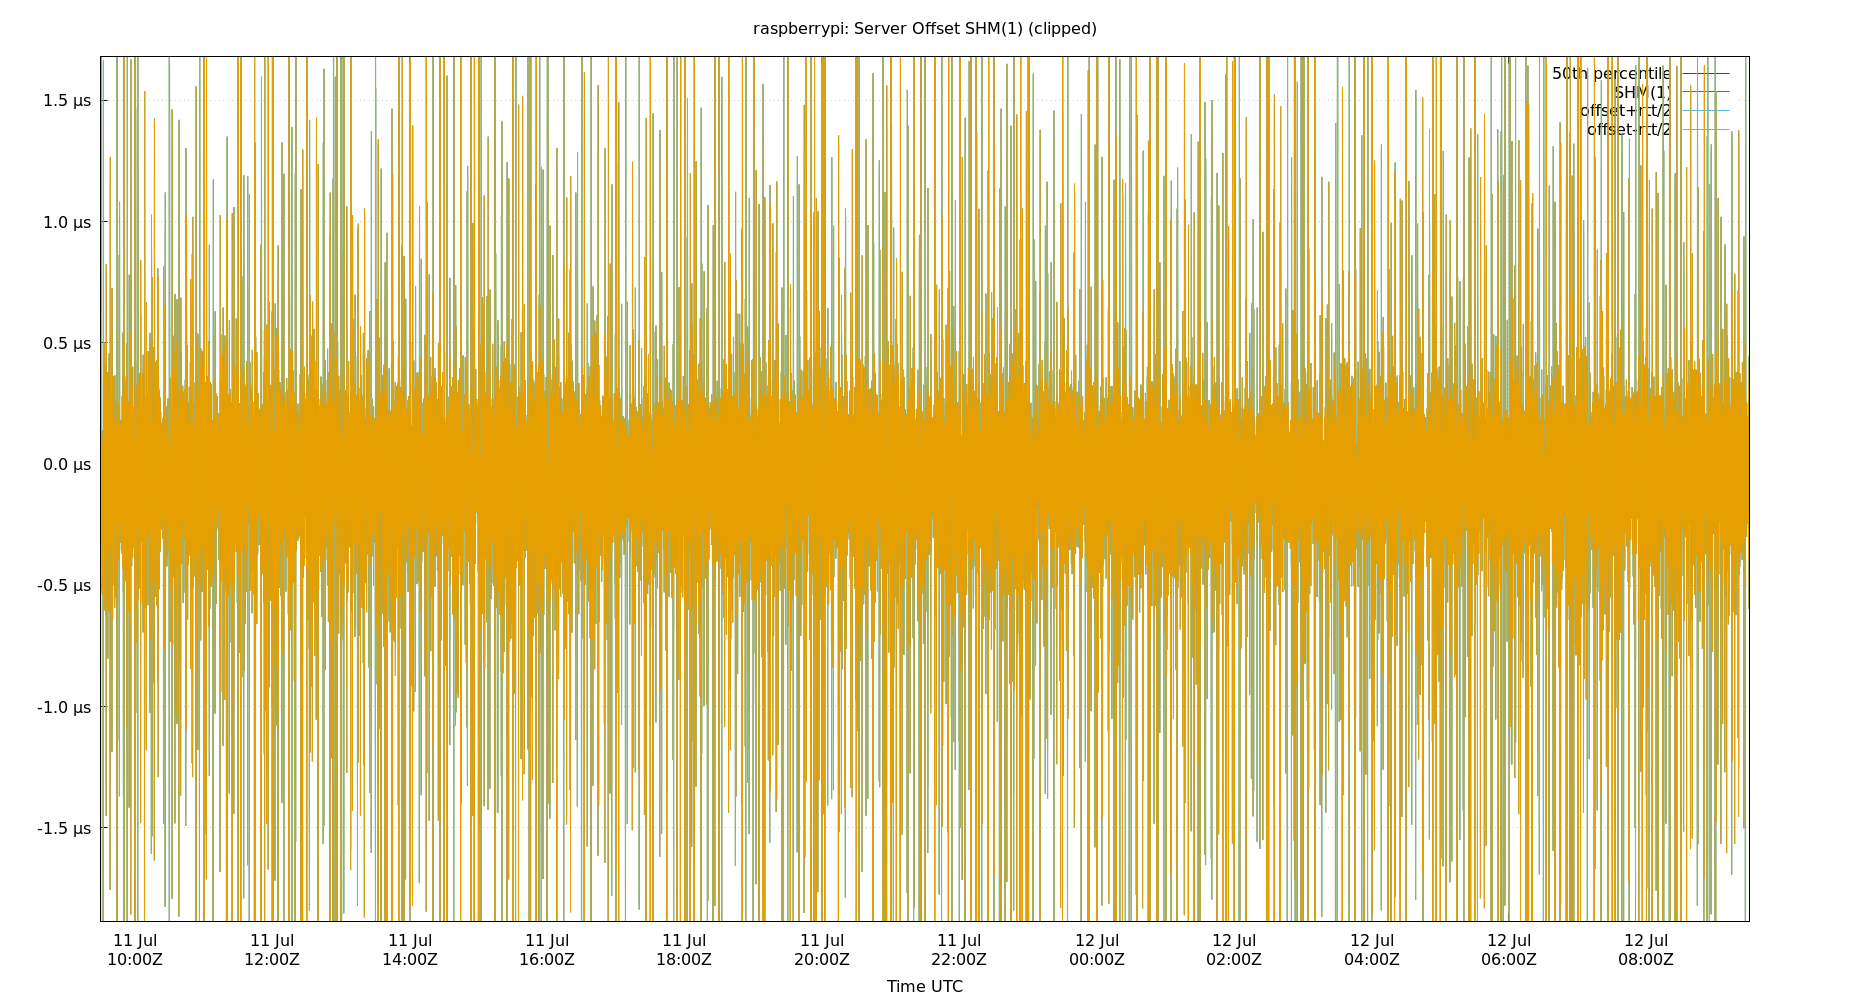 raspberrypi: Server Offset SHM(1) (clipped)
50th percentile
SHM(1)
offset+rtt/2
offset-rtt/2
1.5 µs
1.0 µs
0.5 µs
0.0 µs
-0.5 µs
-1.0 µs
-1.5 µs
11 Jul 11 Jul 11 Jul 11 Jul 11 Jul 11 Jul 11 Jul 12 Jul 12 Jul 12 Jul 12 Jul 12 Jul
10:00Z 12:00Z 14:00Z 16:00Z 18:00Z 20:00Z 22:00Z 00:00Z 02:00Z 04:00Z 06:00Z 08:00Z
Time UTC